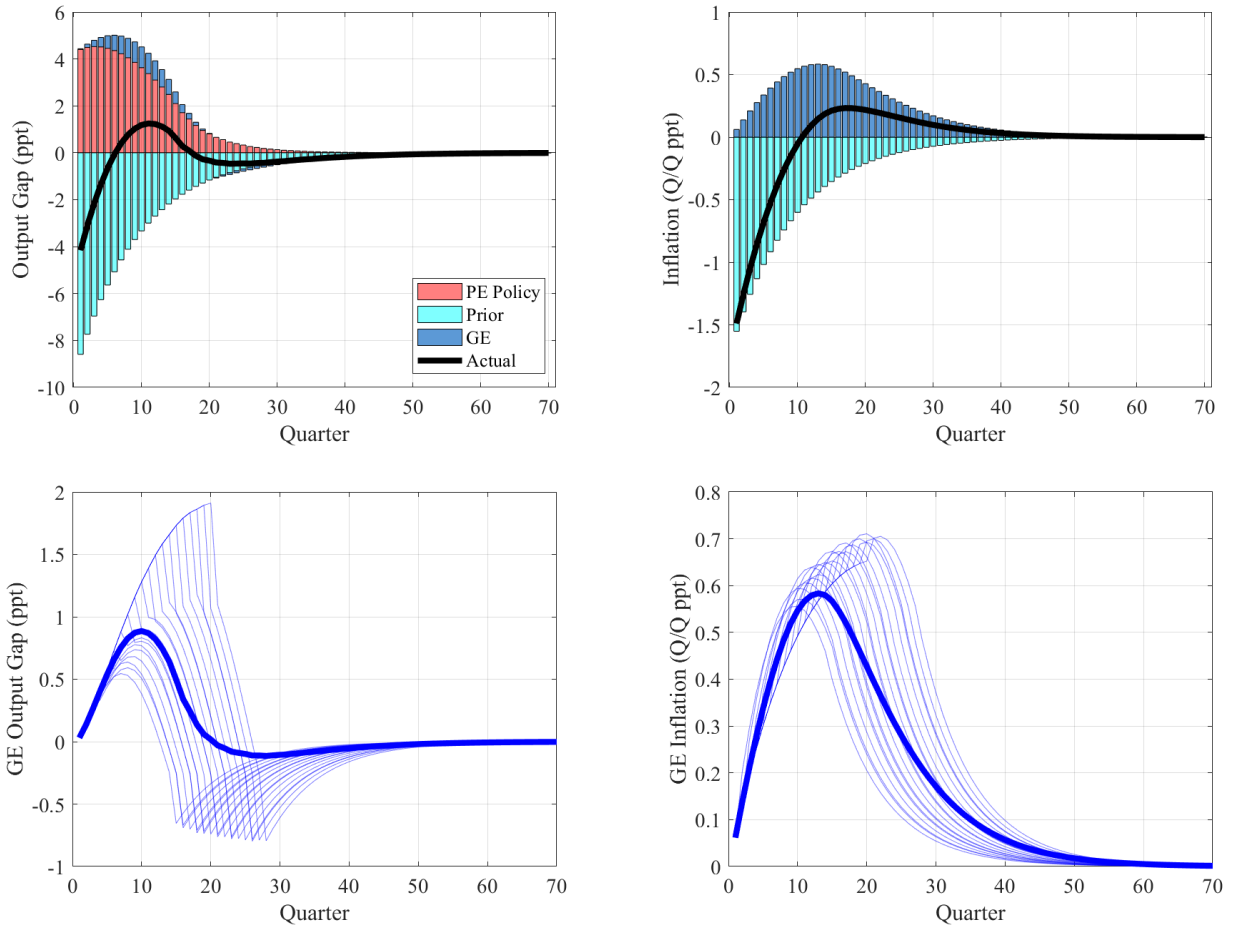 Output Gap (ppt)
6
4
2
0
-2
-4
-6
-8
-10
0 10 20 30 40 50 60 70
Quarter
PE Policy
Prior
GE
Actual
Inflation (Q/Q ppt)
1
0.5
0
-0.5
-1
-1.5
-2
0 10 20 30 40 50 60 70
Quarter
GE Output Gap (ppt)
2
1.5
1
0.5
0
-0.5
-1
0 10 20 30 40 50 60 70
Quarter
GE Inflation (Q/Q ppt)
0.8
0.7
0.6
0.5
0.4
0.3
0.2
0.1
0
0 10 20 30 40 50 60 70
Quarter